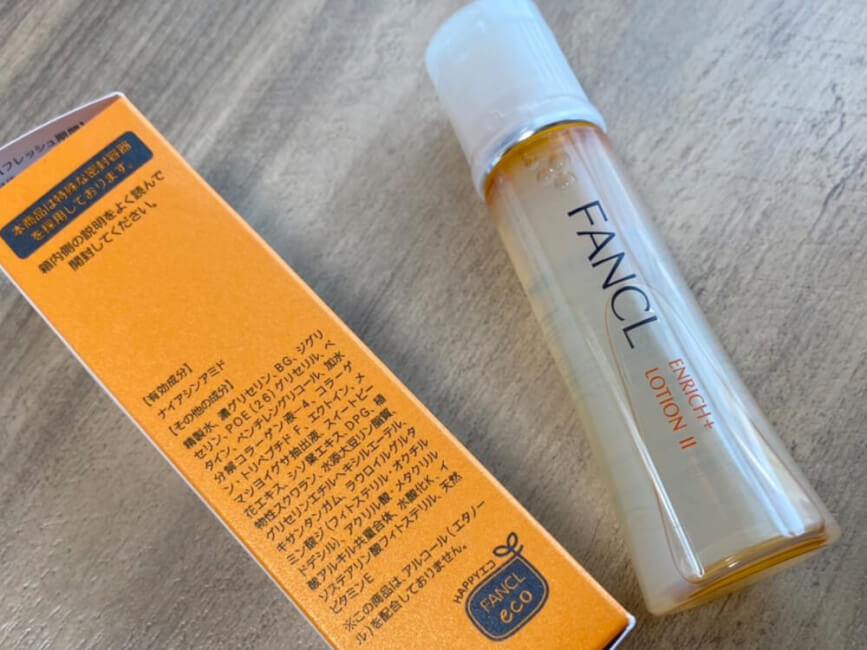 フレッシュ期間】
本商品は特殊な密封容器
を採用しております。
箱内側の説明をよく読んで
開封してください。
【有効成分】
ナイアシンアミド
【その他の成分】
精製水、濃グリセリン、BG、ジグリ
セリン、POE(26)グリセリル、ベ
タイン、ペンチレングリコール、加水
分解コラーゲン液-4、コラーゲ
ン・トリペプチド F、エクトイン、メ
マツヨイグサ抽出液、スイートピー
花エキス、シソ葉エキス、DPG、植
物性スクワラン、水添大豆リン脂質、
グリセリンエチルヘキシルエーテル、
キサンタンガム、ラウロイルグルタ
ミン酸ジ(フィトステリル・オクチル
ドデシル)、アクリル酸・メタクリル
酸アルキル共重合体、水酸化K、イ
ソステアリン酸フィトステリル、天然
ビタミンE
※この商品は、アルコール(エタノー
ル)を配合しておりません。
HAPPYエコ
FANCL
eco
FANCL
ENRICH+
LOTION II